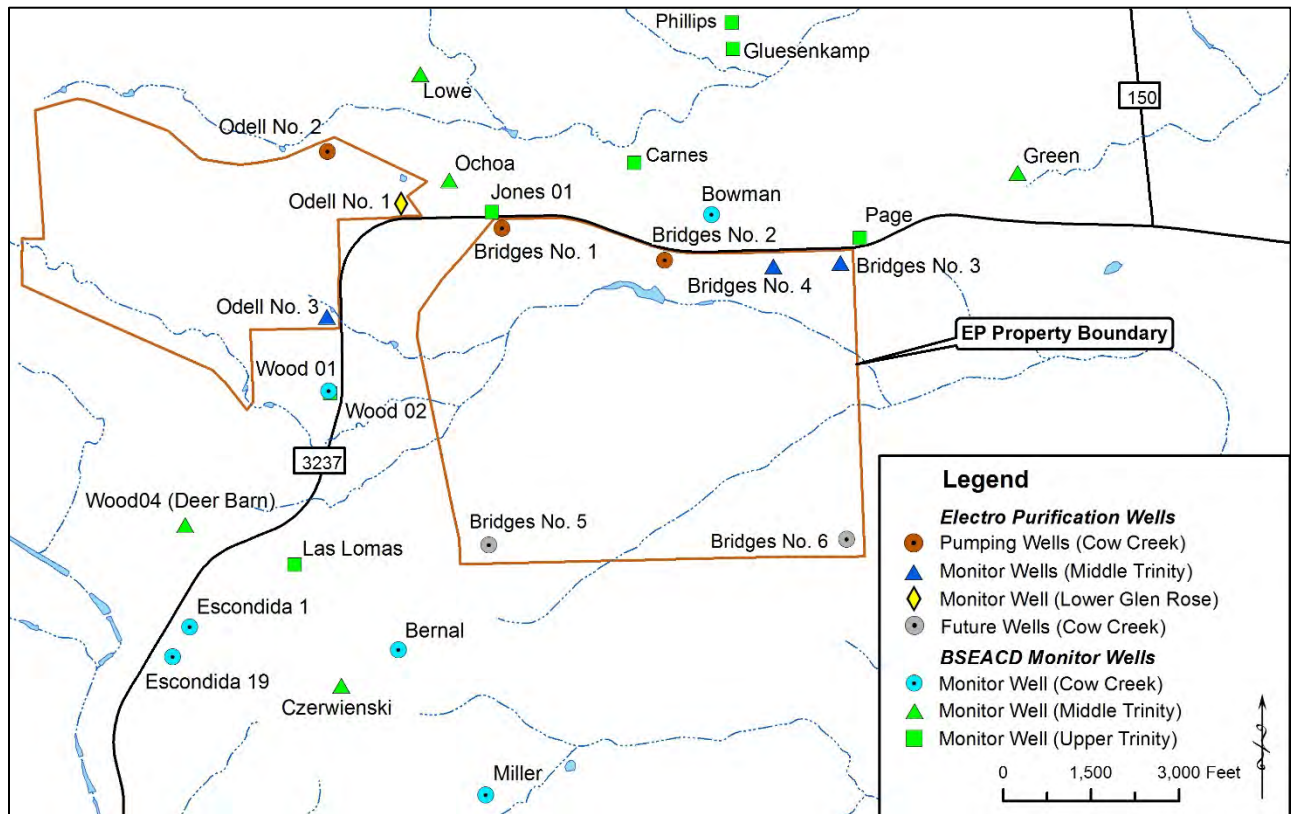 Phillips
Gluesenkamp
Lowe
150
Odell No. 2
Ochoa
Carnes
Green
Odell No. 1
Jones 01
Bowman
Page
Bridges No. 1
Bridges No. 2
Bridges No. 4
Bridges No. 3
Odell No. 3
EP Property Boundary
Wood 01
Wood 02
3237
Wood04 (Deer Barn)
Las Lomas
Bridges No. 5
Bridges No. 6
Escondida 1
Bernal
Escondida 19
Czerwienski
Miller
Legend
Electro Purification Wells
Pumping Wells (Cow Creek)
Monitor Wells (Middle Trinity)
Monitor Well (Lower Glen Rose)
Future Wells (Cow Creek)
BSEACD Monitor Wells
Monitor Well (Cow Creek)
Monitor Well (Middle Trinity)
Monitor Well (Upper Trinity)
0 1,500 3,000 Feet